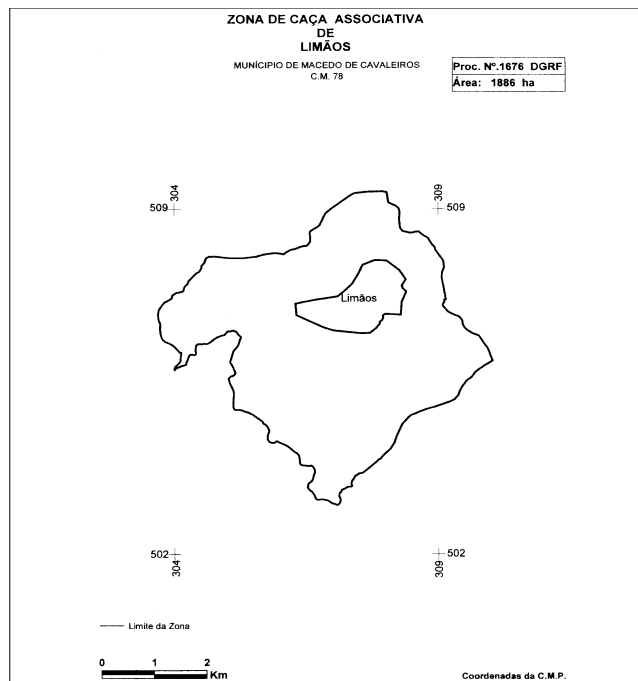 ZONA DE CAÇA ASSOCIATIVA
DE
LIMÃOS
MUNÍCIPIO DE MACEDO DE CAVALEIROS
C.M. 78
Proc. Nº.1676 DGRF
Área: 1886 ha
304
509
309
509
Limãos
502
304
502
309
Limite da Zona
0 1 2
Km
Coordenadas da C.M.P.